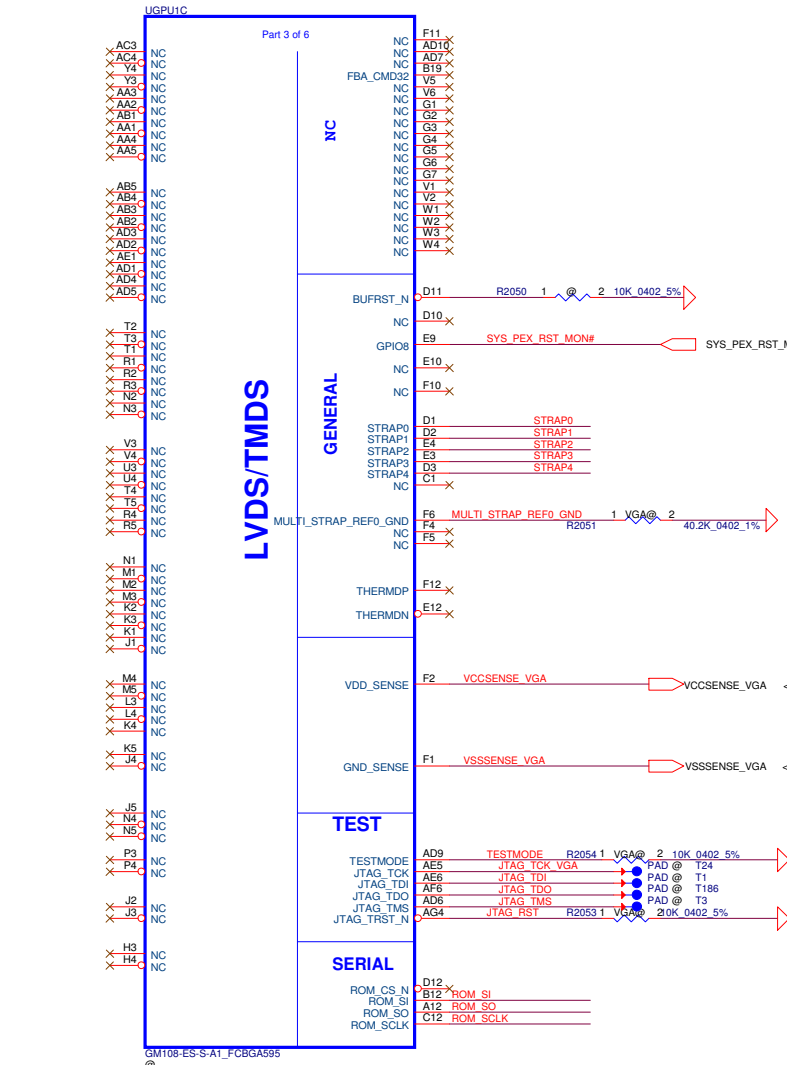 UGPU1C
Part 3 of 6
AC3 NC
AC4 NC
Y4 NC
Y3 NC
AA3 NC
AA2 NC
AB1 NC
AA1 NC
AA4 NC
AA5 NC
AB5 NC
AB4 NC
AB3 NC
AB2 NC
AD3 NC
AD2 NC
AE1 NC
AD1 NC
AD4 NC
AD5 NC
T2 NC
T3 NC
T1 NC
R1 NC
R2 NC
R3 NC
N2 NC
N3 NC
V3 NC
V4 NC
U3 NC
U4 NC
T4 NC
T5 NC
R4 NC
R5 NC
N1 NC
M1 NC
M2 NC
M3 NC
K2 NC
K3 NC
K1 NC
J1 NC
M4 NC
M5 NC
L3 NC
L4 NC
K4 NC
K5 NC
J4 NC
J5 NC
N4 NC
N5 NC
P3 NC
P4 NC
J2 NC
J3 NC
H3 NC
H4 NC
LVDS/TMDS
NC
NC F11
NC AD10
NC AD7
FBA_CMD32 B19
NC V5
NC V6
NC G1
NC G2
NC G3
NC G4
NC G5
NC G6
NC G7
NC V1
NC V2
NC W1
NC W2
NC W3
NC W4
GENERAL
BUFRST_N D11 R2050 1 @ 2 10K_0402_5%
NC D10
GPIO8 E9 SYS_PEX_RST_MON# SYS_PEX_RST_M
NC E10
NC F10
STRAP0 D1 STRAP0
STRAP1 D2 STRAP1
STRAP2 E4 STRAP2
STRAP3 E3 STRAP3
STRAP4 D3 STRAP4
NC C1
MULTI_STRAP_REF0_GND F6 MULTI_STRAP_REF0_GND 1 VGA@ 2
R2051 40.2K_0402_1%
NC F4
NC F5
THERMDP F12
THERMDN E12
VDD_SENSE F2 VCCSENSE_VGA VCCSENSE_VGA <
GND_SENSE F1 VSSSENSE_VGA VSSSENSE_VGA <
TEST
TESTMODE AD9 TESTMODE R2054 1 VGA@ 2 10K_0402_5%
JTAG_TCK AE5 JTAG_TCK_VGA PAD @ T24
JTAG_TDI AE6 JTAG_TDI PAD @ T1
JTAG_TDO AF6 JTAG_TDO PAD @ T186
JTAG_TMS AD6 JTAG_TMS PAD @ T3
JTAG_TRST_N AG4 JTAG_RST R2053 1 VGA@ 2 10K_0402_5%
SERIAL
ROM_CS_N D12
ROM_SI B12 ROM_SI
ROM_SO A12 ROM_SO
ROM_SCLK C12 ROM_SCLK
GM108-ES-S-A1_FCBGA595
@